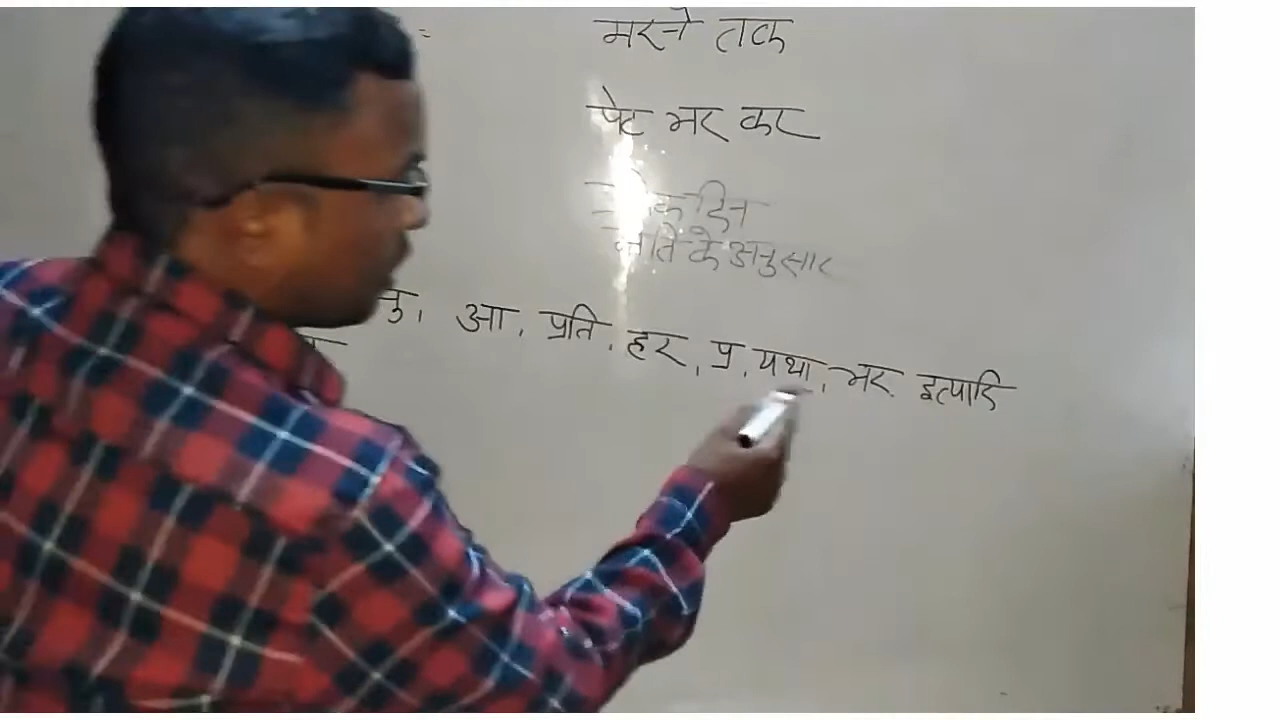 मरने तक
पेट भर कर
दिन
जाति के अनुसार
नु, आ, प्रति, हर, प्र, यथा, भर इत्यादि